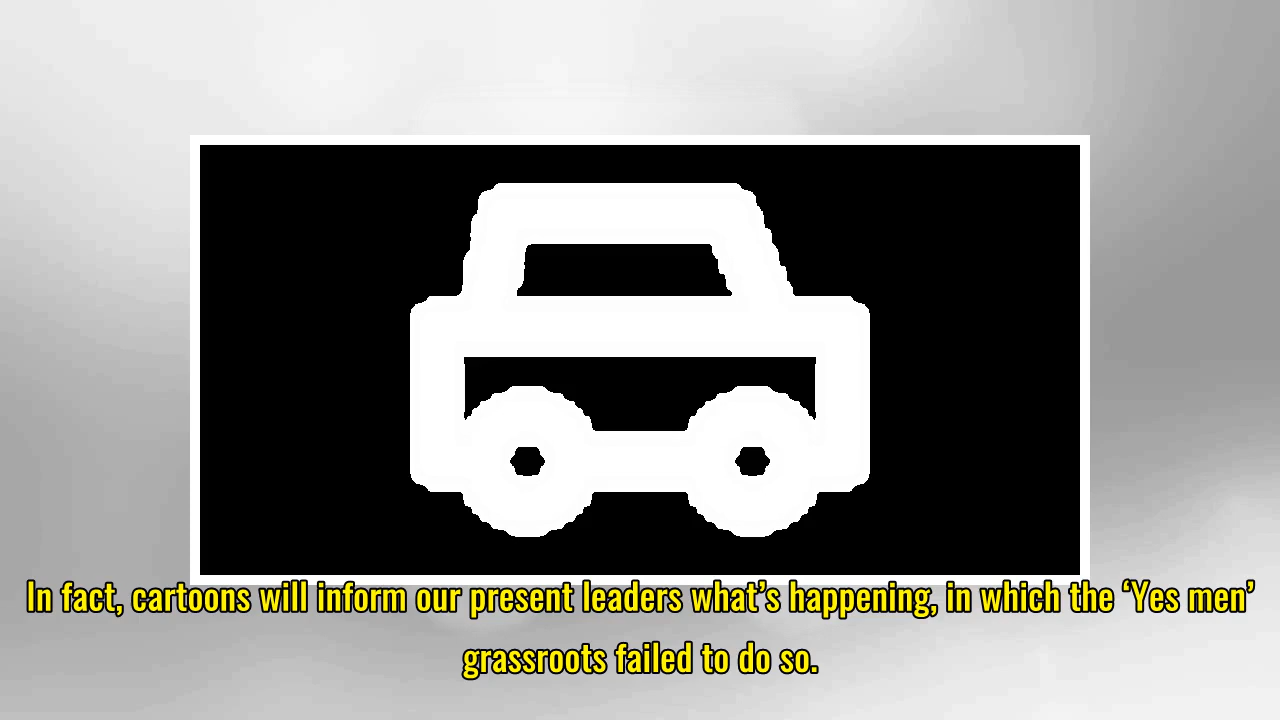 In fact, cartoons will inform our present leaders what’s happening, in which the ‘Yes men’
grassroots failed to do so.